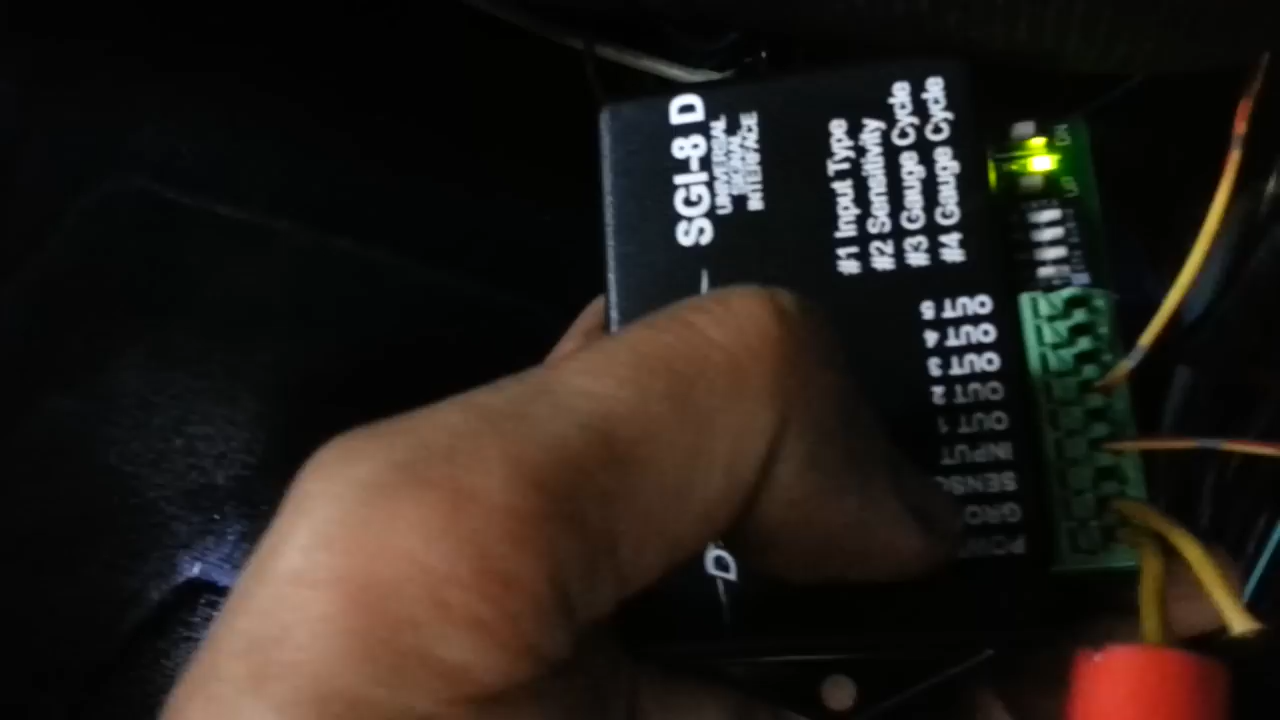 SGI-8 D
UNIVERSAL
SIGNAL
INTERFACE
#1 Input Type
#2 Sensitivity
#3 Gauge Cycle
#4 Gauge Cycle
OUT 5
OUT 4
OUT 3
OUT 2
OUT 1
INPUT
D